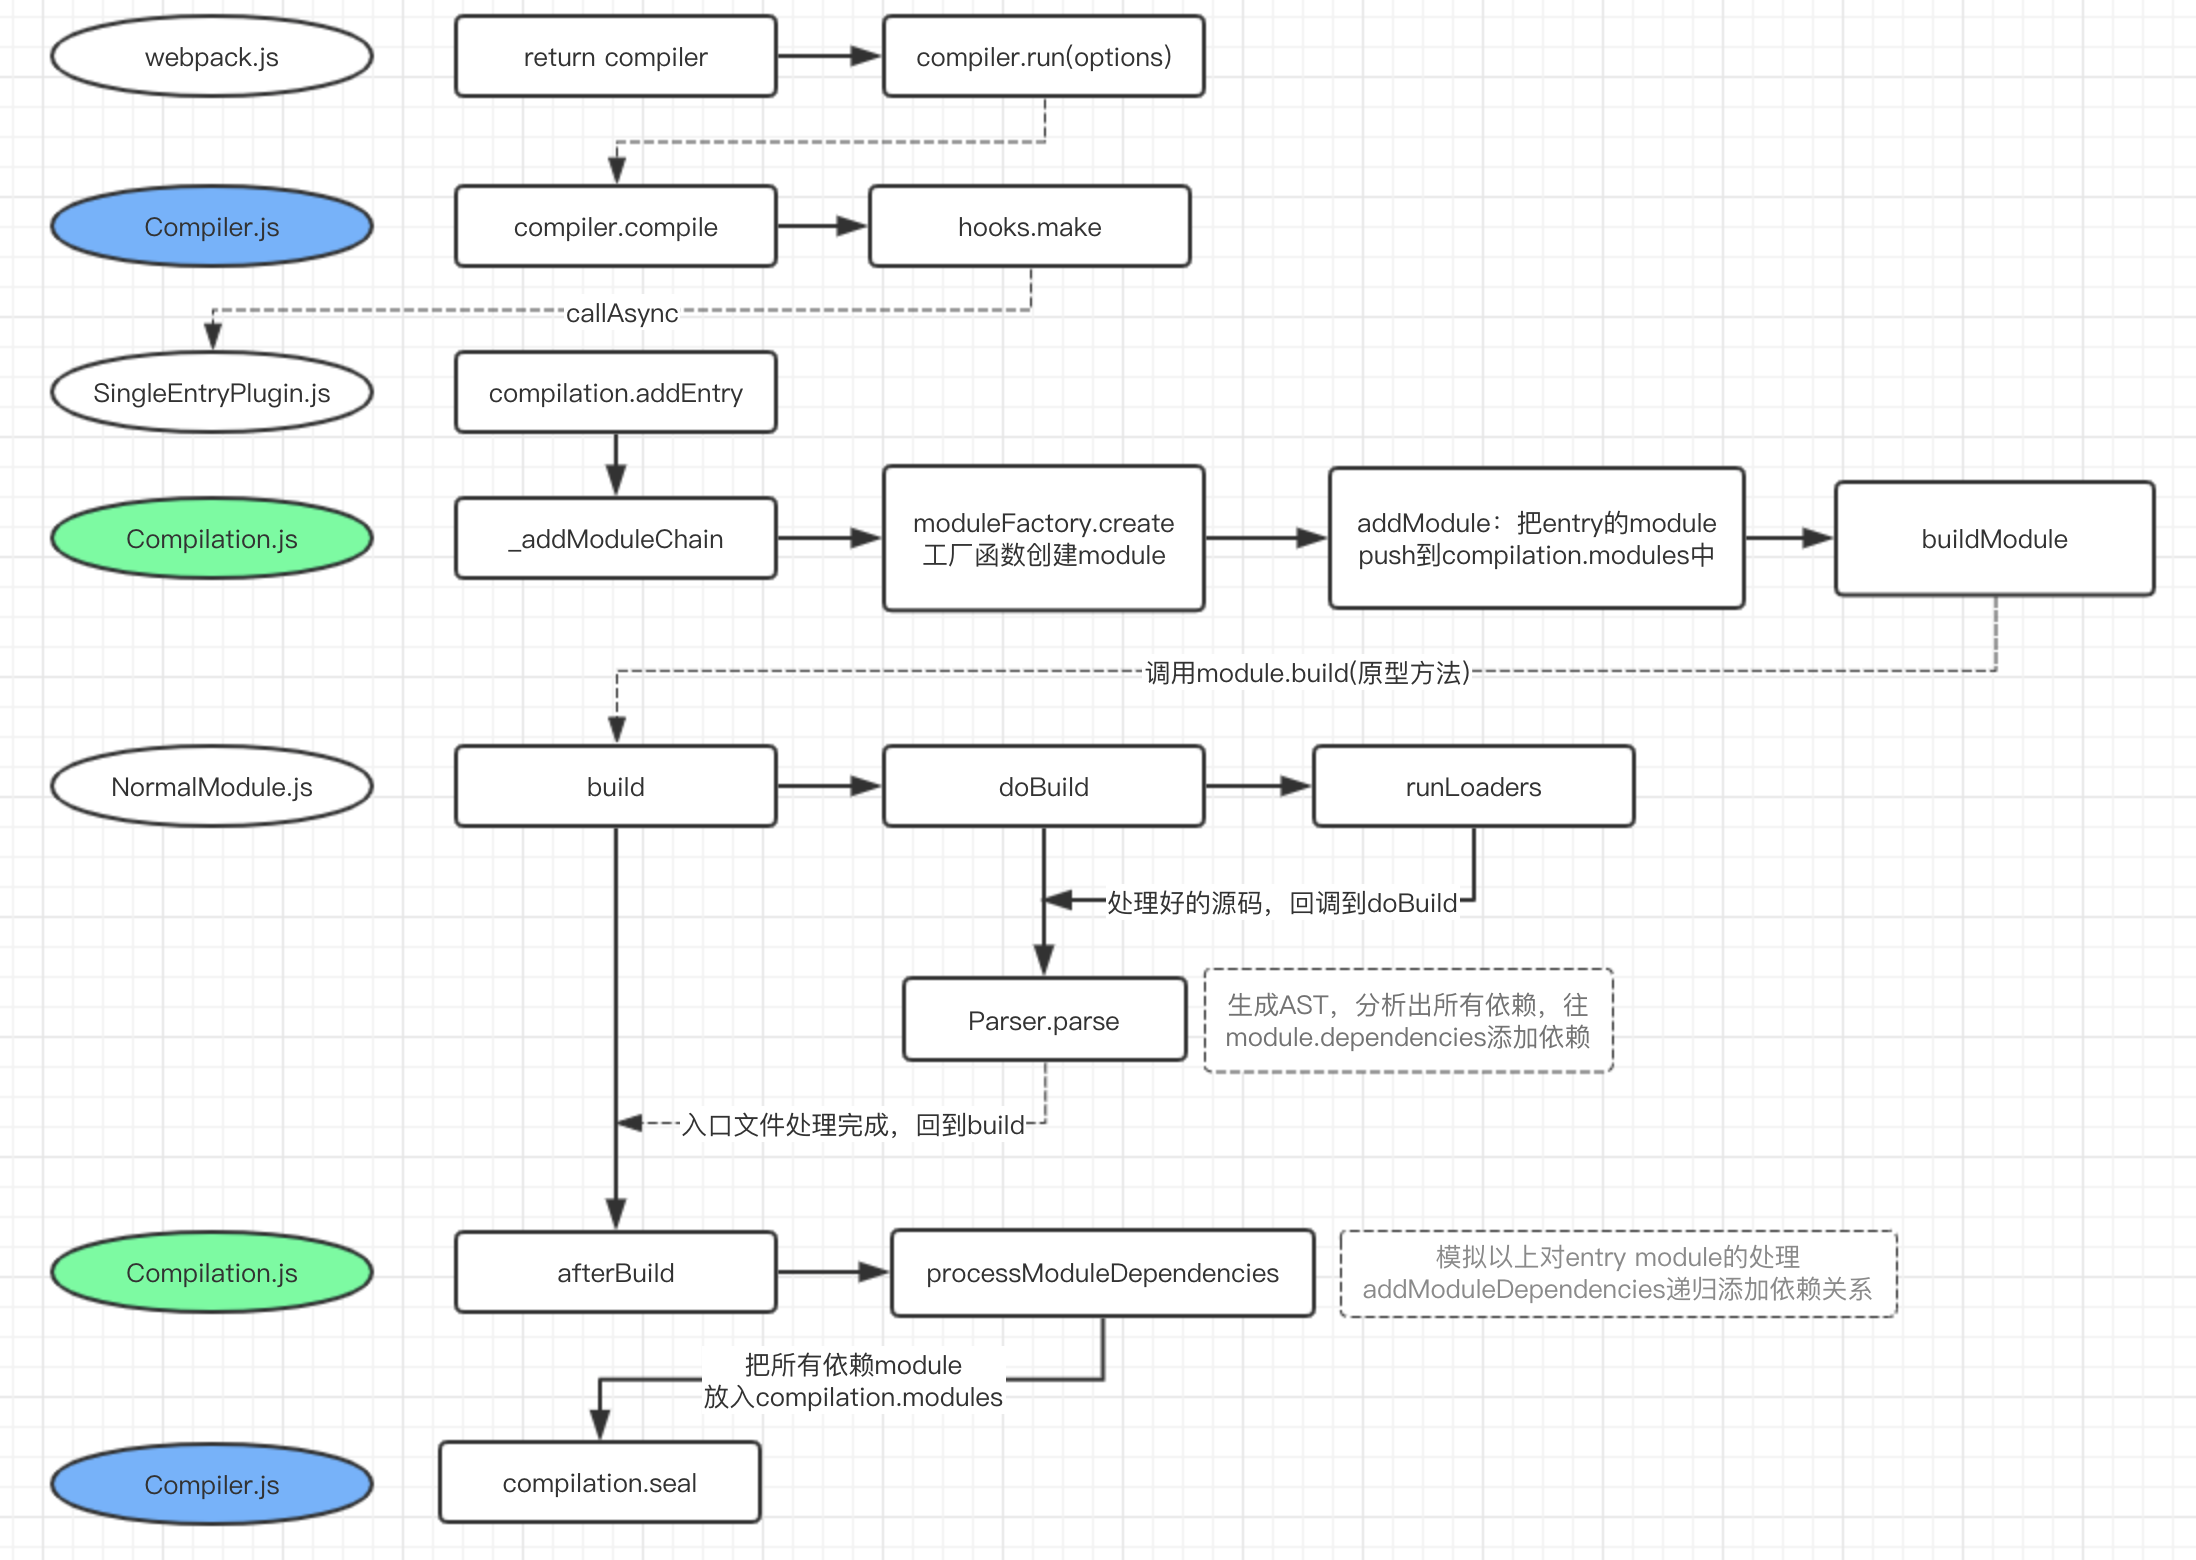 webpack.js
return compiler
compiler.run(options)
Compiler.js
compiler.compile
hooks.make
callAsync
SingleEntryPlugin.js
compilation.addEntry
Compilation.js
_addModuleChain
moduleFactory.create
工厂函数创建module
addModule：把entry的module
push到compilation.modules中
buildModule
调用module.build(原型方法)
NormalModule.js
build
doBuild
runLoaders
处理好的源码，回调到doBuild
Parser.parse
生成AST，分析出所有依赖，往
module.dependencies添加依赖
入口文件处理完成，回到build
Compilation.js
afterBuild
processModuleDependencies
模拟以上对entry module的处理
addModuleDependencies递归添加依赖关系
把所有依赖module
放入compilation.modules
Compiler.js
compilation.seal